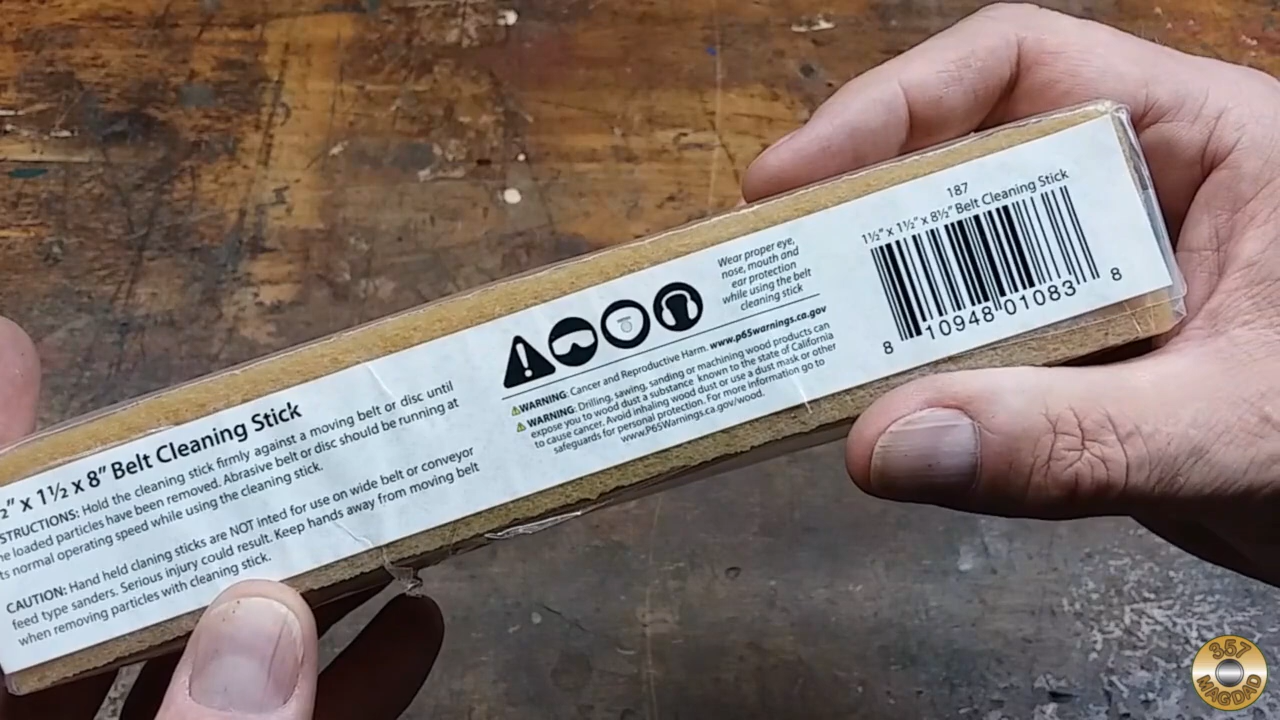 ½" x 1½ x 8" Belt Cleaning Stick
STRUCTIONS: Hold the cleaning stick firmly against a moving belt or disc until
he loaded particles have been removed. Abrasive belt or disc should be running at
ts normal operating speed while using the cleaning stick.
CAUTION: Hand held claning sticks are NOT inted for use on wide belt or conveyor
feed type sanders. Serious injury could result. Keep hands away from moving belt
when removing particles with cleaning stick.
Wear proper eye,
nose, mouth and
ear protection
while using the belt
cleaning stick
WARNING: Cancer and Reproductive Harm. www.p65warnings.ca.gov
WARNING: Drilling, sawing, sanding or machining wood products can
expose you to wood dust a substance known to the state of California
to cause cancer. Avoid inhaling wood dust or use a dust mask or other
safeguards for personal protection. For more information go to
www.P65Warnings.ca.gov/wood.
187
1½" x 1½" x 8½" Belt Cleaning Stick
8 10948 01083 8
357
MAGDAD